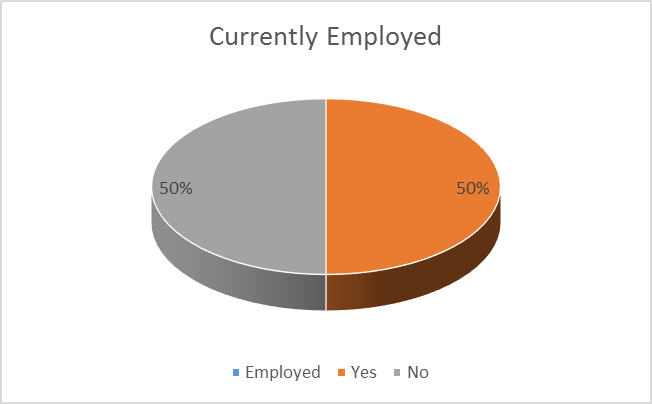 Currently Employed
50% 50%
Employed Yes No